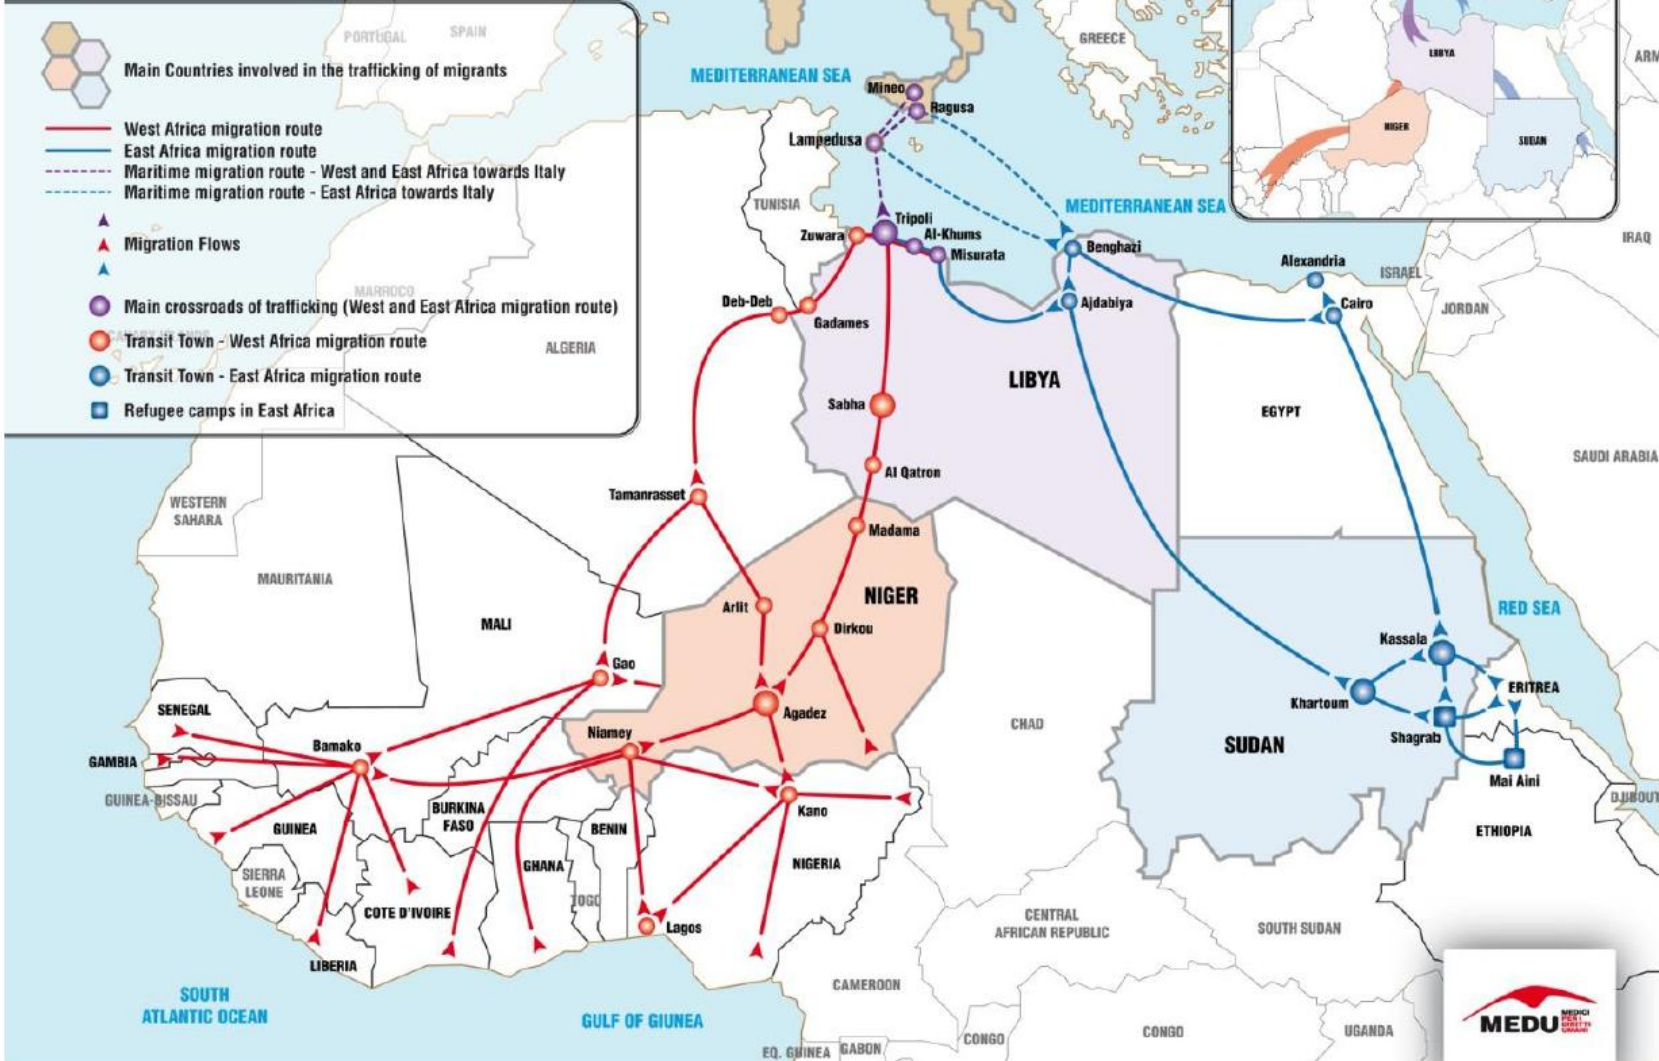 PORTUGAL
SPAIN
Main Countries involved in the trafficking of migrants
West Africa migration route
East Africa migration route
Maritime migration route - West and East Africa towards Italy
Maritime migration route - East Africa towards Italy
Migration Flows
MARROCO
Main crossroads of trafficking (West and East Africa migration route)
CANARY ISLANDS
Transit Town - West Africa migration route
Transit Town - East Africa migration route
Refugee camps in East Africa
MEDITERRANEAN SEA
GREECE
Mineo
Ragusa
Lampedusa
LIBYA
NIGER
SUDAN
ARM
TUNISIA
MEDITERRANEAN SEA
Tripoli
Zuwara
Al-Khums
Misurata
Benghazi
Alexandria
ISRAEL
IRAQ
Deb-Deb
Gadames
Ajdabiya
Cairo
JORDAN
ALGERIA
LIBYA
Sabha
EGYPT
SAUDI ARABIA
Al Qatron
Tamanrasset
WESTERN
SAHARA
Madama
MAURITANIA
NIGER
Arlit
RED SEA
MALI
Dirkou
Kassala
Gao
ERITREA
Khartoum
SENEGAL
Agadez
CHAD
Niamey
Shagrab
SUDAN
Bamako
GAMBIA
Mai Aini
GUINEA-BISSAU
DJIBOUT
BURKINA
FASO
Kano
GUINEA
BENIN
ETHIOPIA
GHANA
NIGERIA
SIERRA
LEONE
TOGO
COTE D'IVOIRE
Lagos
CENTRAL
AFRICAN REPUBLIC
SOUTH SUDAN
LIBERIA
CAMEROON
SOUTH
ATLANTIC OCEAN
GULF OF GIUNEA
EQ. GUINEA
GABON
CONGO
CONGO
UGANDA
MEDU
MEDICI
PER I
DIRITTI
UMANI